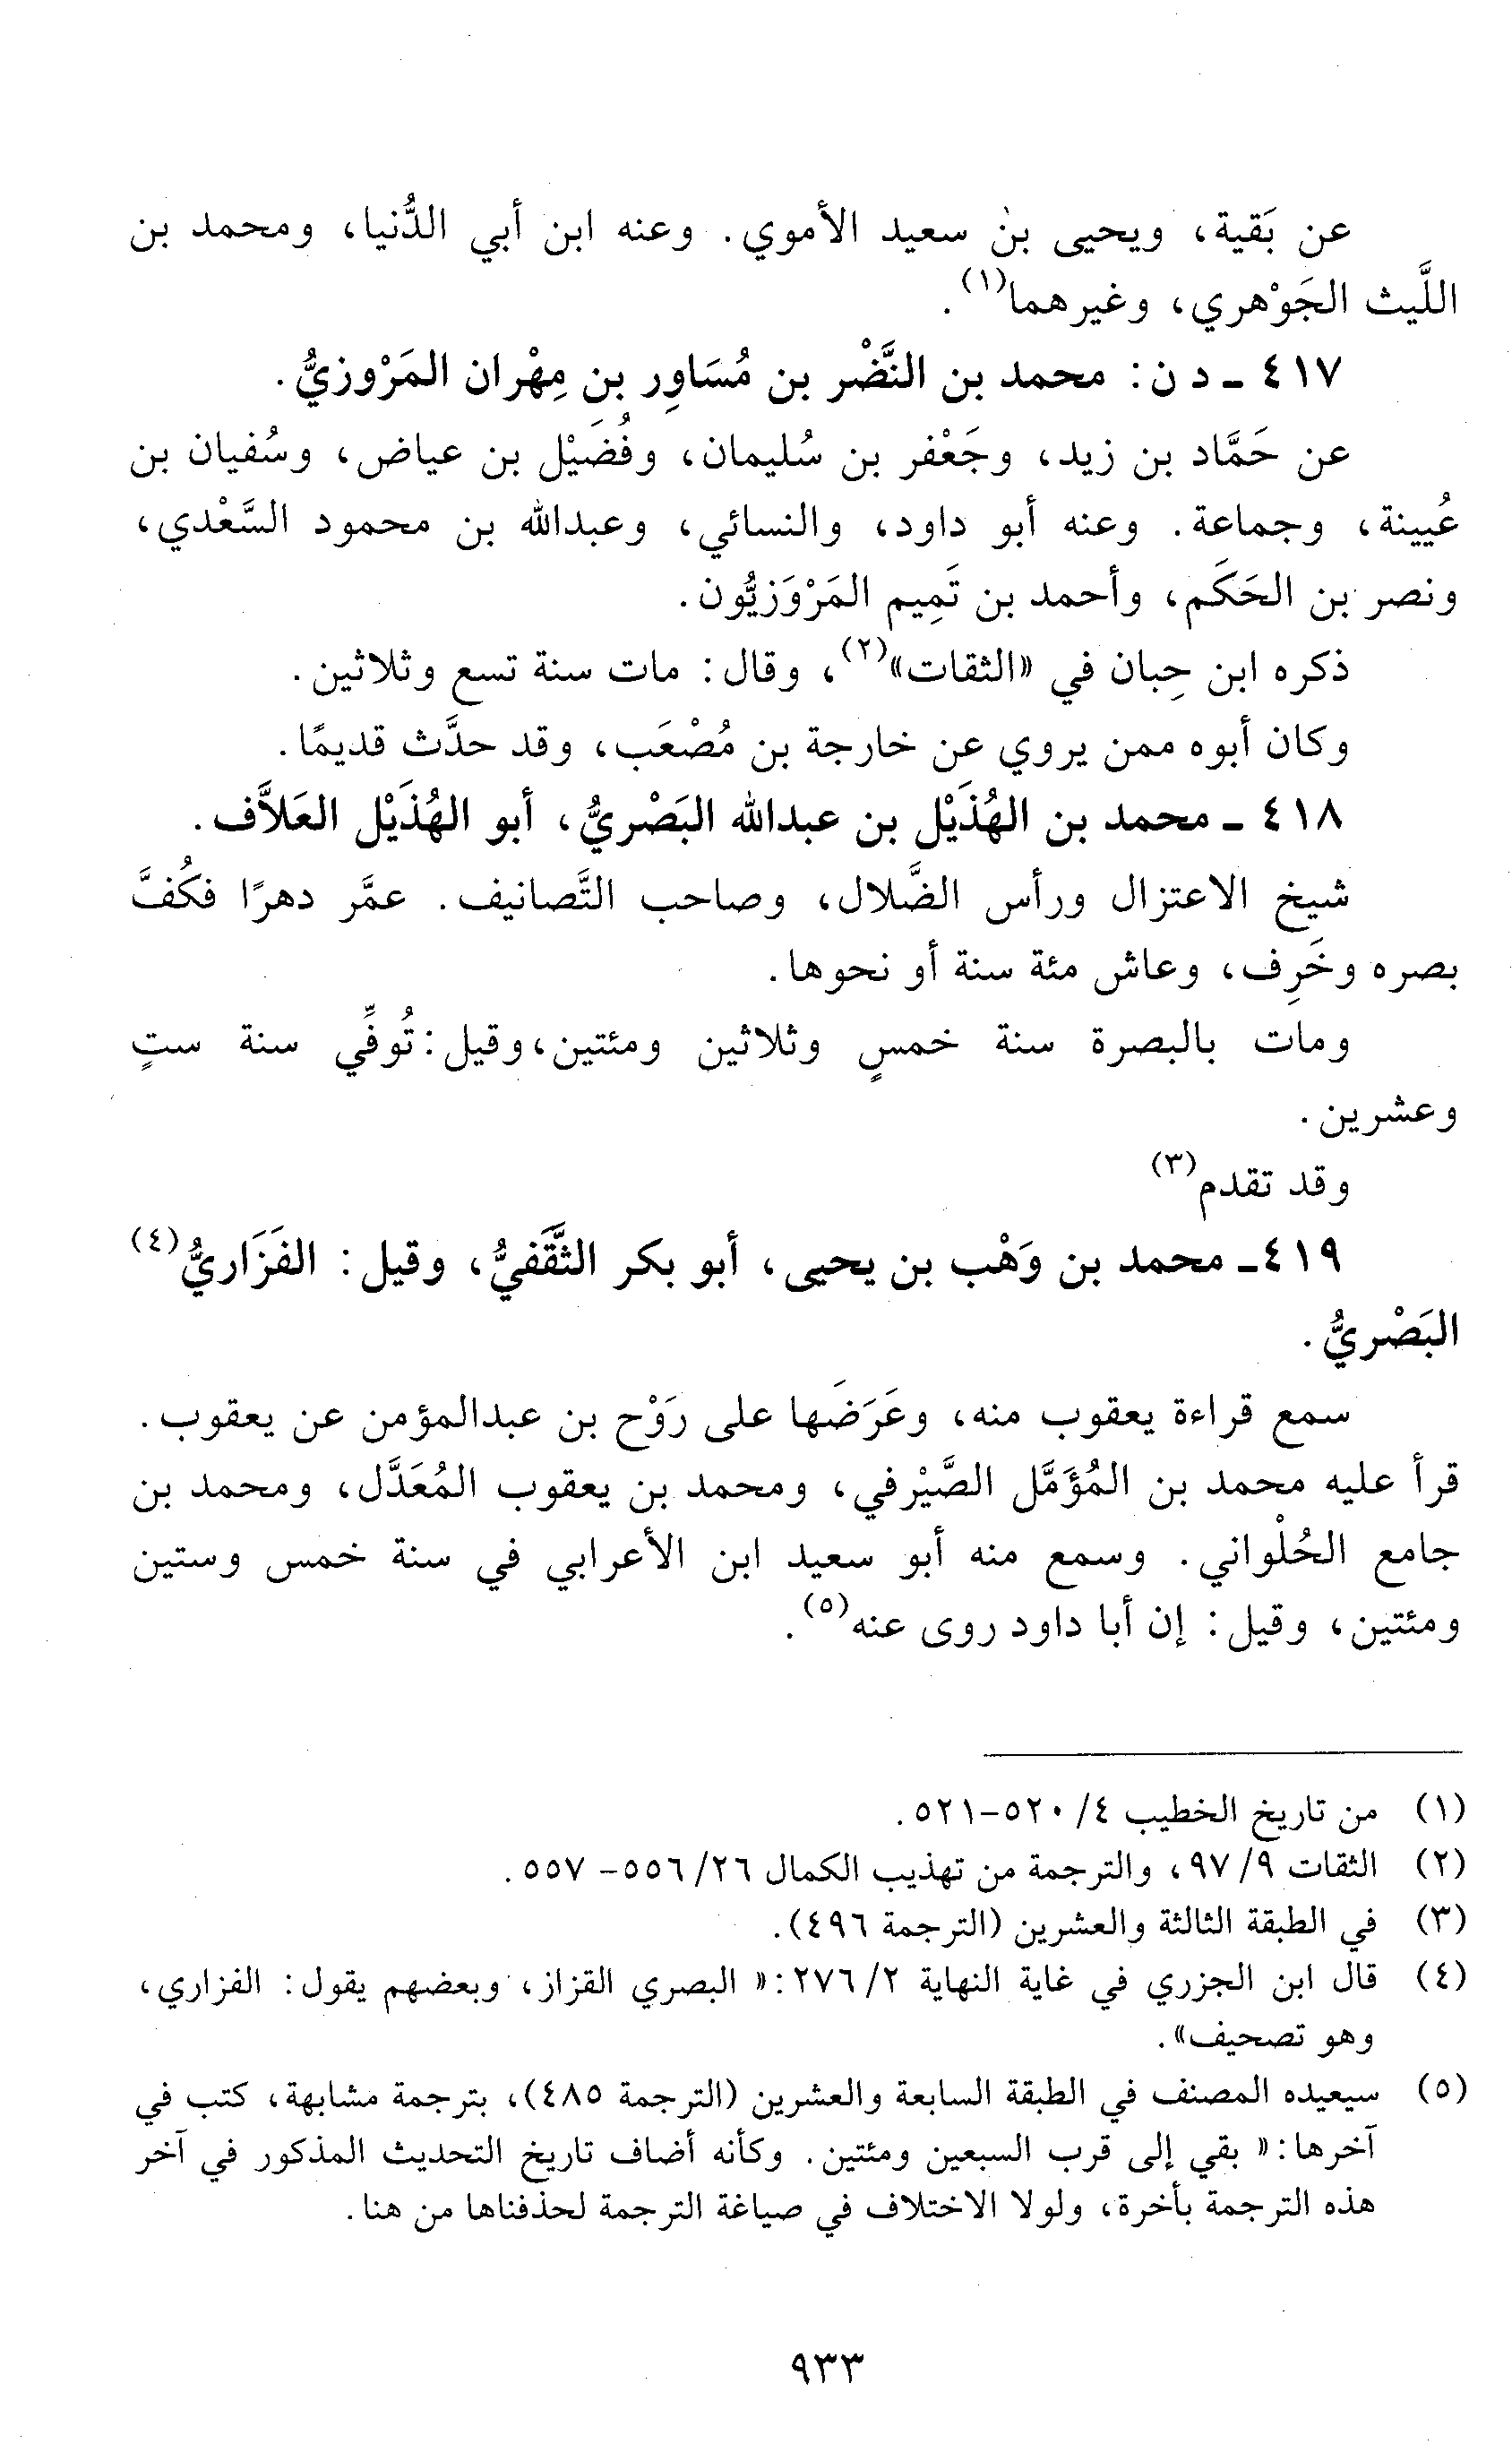 عن بَقية، ويحيى بن سعيد الأموي. وعنه ابن أبي الدُّنيا، ومحمد بن
اللَّيث الجَوْهري، وغيرهما(١).
٤١٧ ـ د ن: محمد بن النَّضْر بن مُسَاوِر بن مِهْران المَرْوزيُّ.
عن حَمَّاد بن زيد، وجَعْفر بن سُليمان، وفُضَيْل بن عياض، وسُفيان بن
عُيينة، وجماعة. وعنه أبو داود، والنسائي، وعبدالله بن محمود السَّعْدي،
ونصر بن الحَكَم، وأحمد بن تَمِيم المَرْوَزيُّون.
ذكره ابن حِبان في «الثقات»(٢)، وقال: مات سنة تسع وثلاثين.
وكان أبوه ممن يروي عن خارجة بن مُصْعَب، وقد حدَّث قديمًا.
٤١٨ ـ محمد بن الهُذَيْل بن عبدالله البَصْريُّ، أبو الهُذَيْل العَلاَّف.
شيخ الاعتزال ورأس الضَّلال، وصاحب التَّصانيف. عمَّر دهرًا فكُفَّ
بصره وخَرِف، وعاش مئة سنة أو نحوها.
ومات بالبصرة سنة خمسٍ وثلاثين ومئتين،وقيل:تُوفِّي سنة ستٍ
وعشرين.
وقد تقدم(٣)
٤١٩ـ محمد بن وَهْب بن يحيى، أبو بكر الثَّقَفيُّ، وقيل: الفَزَاريُّ(٤)
البَصْريُّ.
سمع قراءة يعقوب منه، وعَرَضَها على رَوْح بن عبدالمؤمن عن يعقوب.
قرأ عليه محمد بن المُؤَمَّل الصَّيْرفي، ومحمد بن يعقوب المُعَدَّل، ومحمد بن
جامع الحُلْواني. وسمع منه أبو سعيد ابن الأعرابي في سنة خمس وستين
ومئتين، وقيل: إن أبا داود روى عنه(٥).
(١) من تاريخ الخطيب ٤/ ٥٢٠-٥٢١.
(٢) الثقات ٩/ ٩٧، والترجمة من تهذيب الكمال ٢٦/ ٥٥٦- ٥٥٧.
(٣) في الطبقة الثالثة والعشرين (الترجمة ٤٩٦).
(٤) قال ابن الجزري في غاية النهاية ٢/ ٢٧٦:« البصري القزاز، وبعضهم يقول: الفزاري،
وهو تصحيف».
(٥) سيعيده المصنف في الطبقة السابعة والعشرين (الترجمة ٤٨٥)، بترجمة مشابهة، كتب في
آخرها:« بقي إلى قرب السبعين ومئتين. وكأنه أضاف تاريخ التحديث المذكور في آخر
هذه الترجمة بأخرة، ولولا الاختلاف في صياغة الترجمة لحذفناها من هنا.
٩٣٣